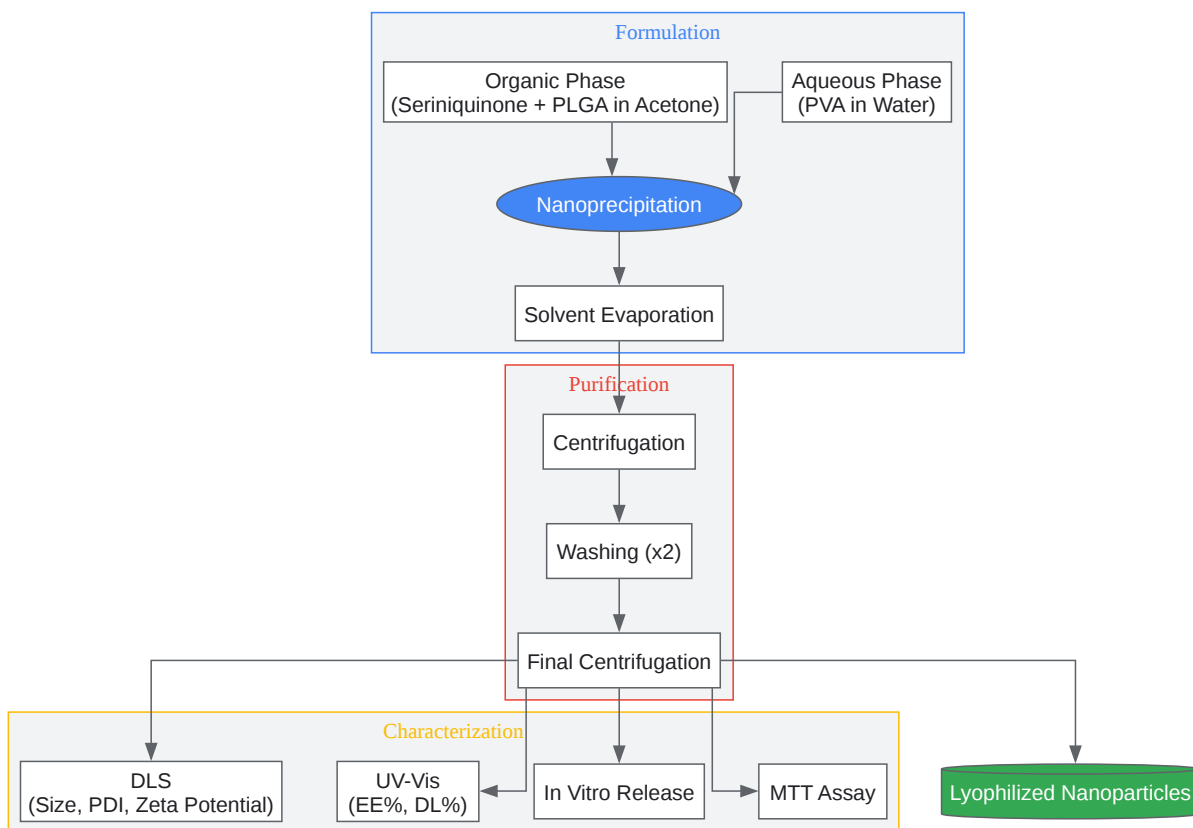 Formulation
Organic Phase
(Seriniquinone + PLGA in Acetone)
Aqueous Phase
(PVA in Water)
Nanoprecipitation
Solvent Evaporation
Purification
Centrifugation
Washing (x2)
Final Centrifugation
Characterization
DLS
(Size, PDI, Zeta Potential)
UV-Vis
(EE%, DL%)
In Vitro Release
MTT Assay
Lyophilized Nanoparticles